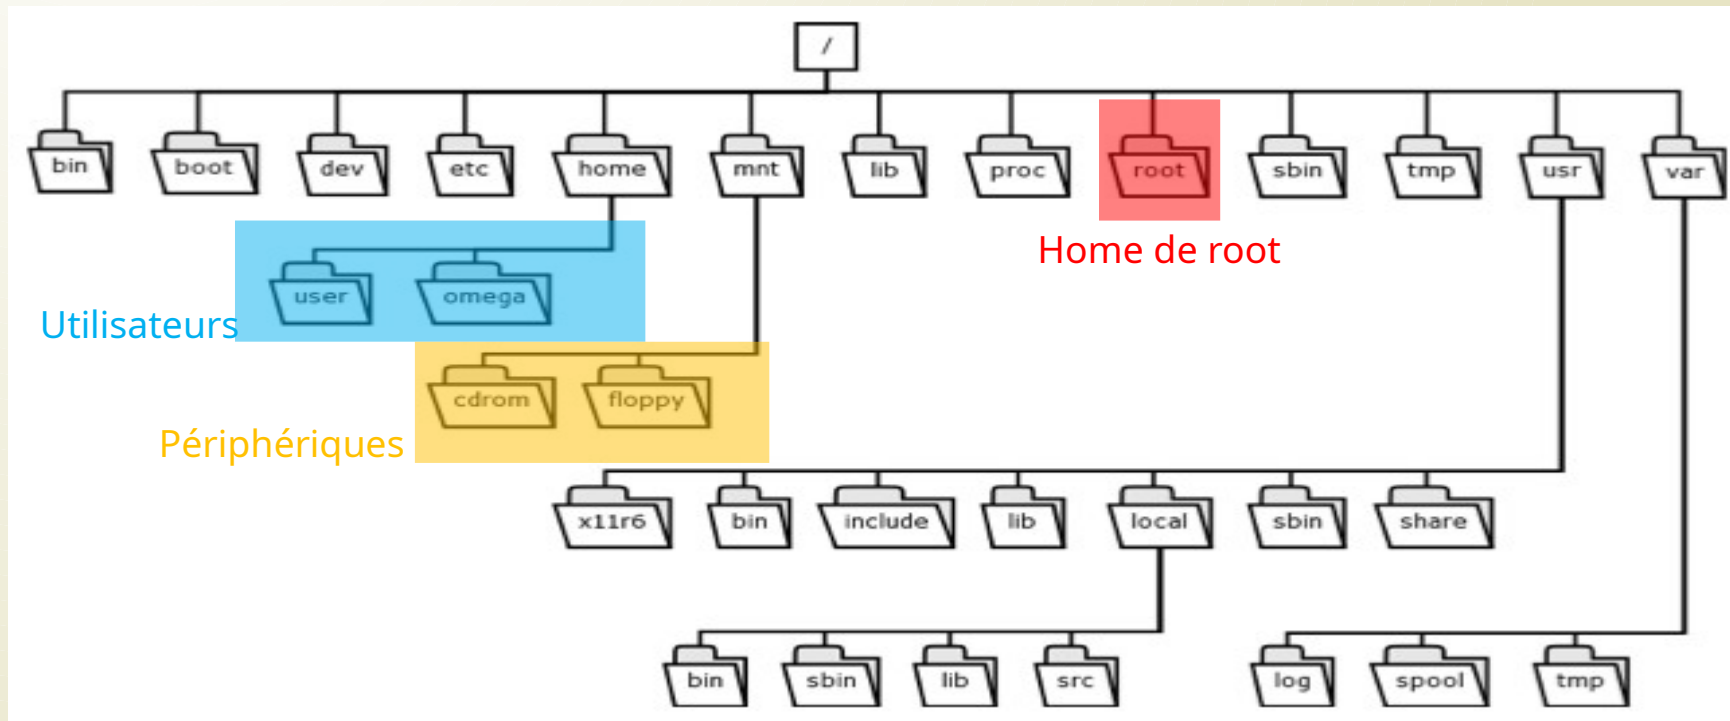 /
bin boot dev etc home mnt lib proc root sbin tmp usr var
Home de root
user omega
Utilisateurs
cdrom floppy
Périphériques
x11r6 bin include lib local sbin share
bin sbin lib src log spool tmp